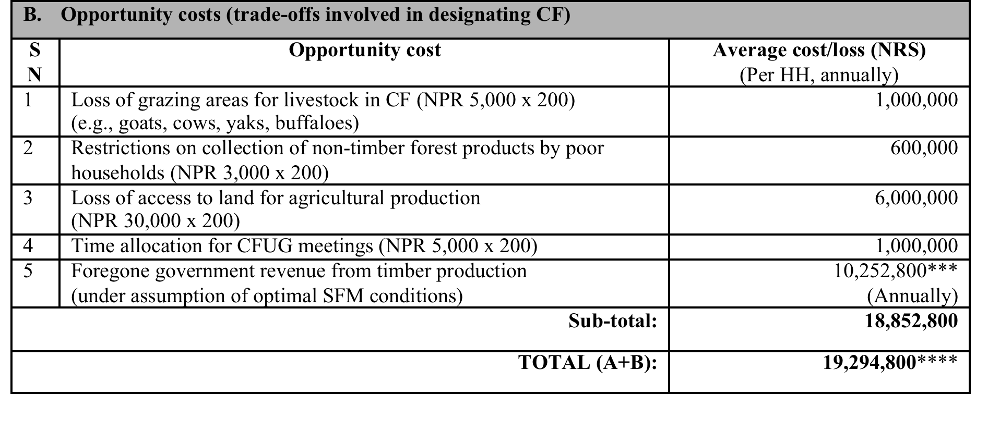 B. Opportunity costs (trade-offs involved in designating CF)
S N
Opportunity cost
Average cost/loss (NRS)
(Per HH, annually)
1
Loss of grazing areas for livestock in CF (NPR 5,000 x 200)
(e.g., goats, cows, yaks, buffaloes)
1,000,000
2
Restrictions on collection of non-timber forest products by poor
households (NPR 3,000 x 200)
600,000
3
Loss of access to land for agricultural production
(NPR 30,000 x 200)
6,000,000
4
Time allocation for CFUG meetings (NPR 5,000 x 200)
1,000,000
5
Foregone government revenue from timber production
(under assumption of optimal SFM conditions)
10,252,800***
(Annually)
Sub-total:
18,852,800
TOTAL (A+B):
19,294,800****